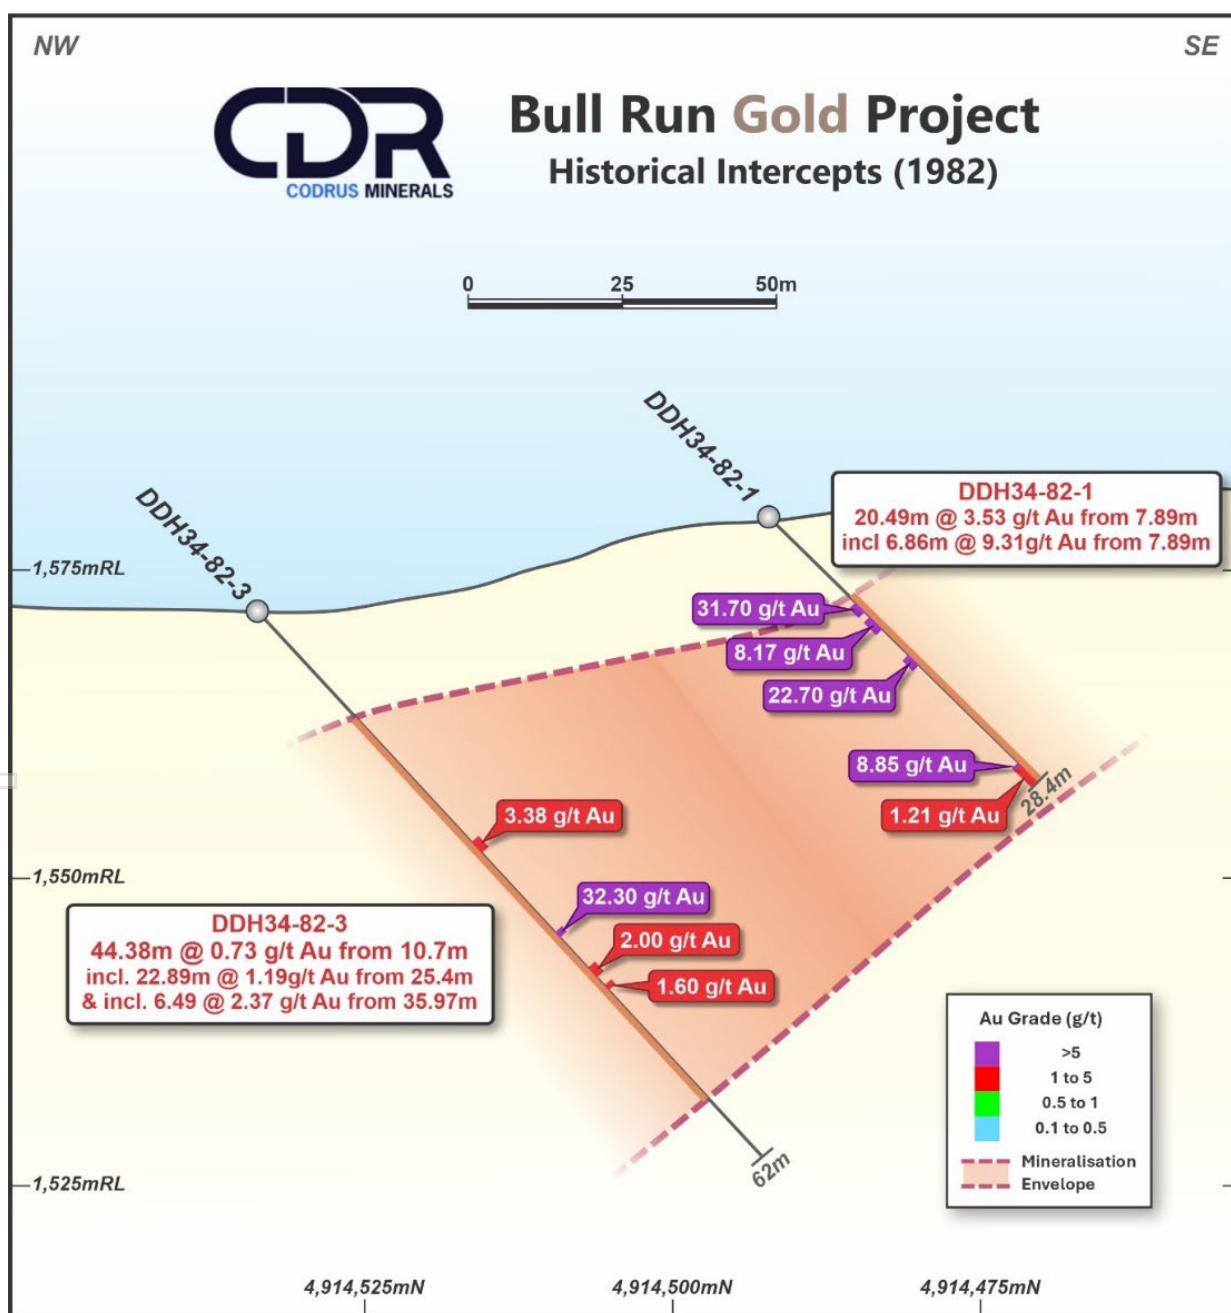 NW
SE
CDR
CODRUS MINERALS
Bull Run Gold Project
Historical Intercepts (1982)
0 25 50m
DDH34-82-1
DDH34-82-3
DDH34-82-1
20.49m @ 3.53 g/t Au from 7.89m
incl 6.86m @ 9.31g/t Au from 7.89m
1,575mRL
31.70 g/t Au
8.17 g/t Au
22.70 g/t Au
8.85 g/t Au
1.21 g/t Au
28.4m
3.38 g/t Au
1,550mRL
32.30 g/t Au
2.00 g/t Au
1.60 g/t Au
DDH34-82-3
44.38m @ 0.73 g/t Au from 10.7m
incl. 22.89m @ 1.19g/t Au from 25.4m
& incl. 6.49 @ 2.37 g/t Au from 35.97m
62m
1,525mRL
Au Grade (g/t)
>5
1 to 5
0.5 to 1
0.1 to 0.5
Mineralisation
Envelope
4,914,525mN
4,914,500mN
4,914,475mN